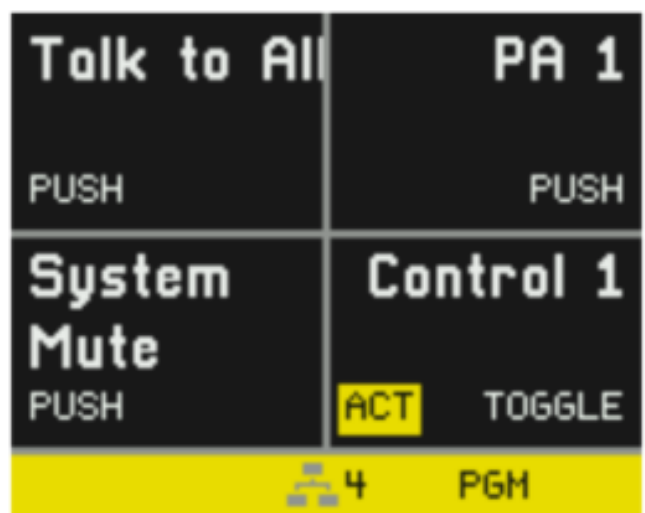 Talk to All
PUSH
PA 1
PUSH
System
Mute
PUSH
Control 1
ACT TOGGLE
4 PGM